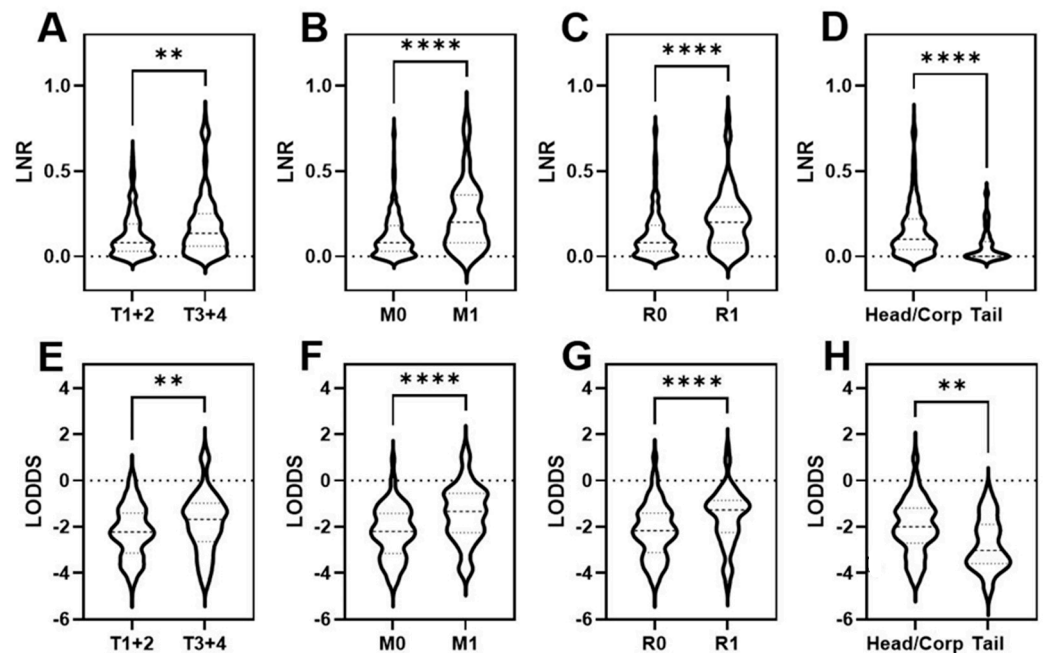 A
**
LNR
1.0
0.5
0.0
T1+2 T3+4
B
****
LNR
1.0
0.5
0.0
M0 M1
C
****
LNR
1.0
0.5
0.0
R0 R1
D
****
LNR
1.0
0.5
0.0
Head/Corp Tail
E
**
LODDS
4
2
0
-2
-4
-6
T1+2 T3+4
F
****
LODDS
4
2
0
-2
-4
-6
M0 M1
G
****
LODDS
4
2
0
-2
-4
-6
R0 R1
H
**
LODDS
4
2
0
-2
-4
-6
Head/Corp Tail